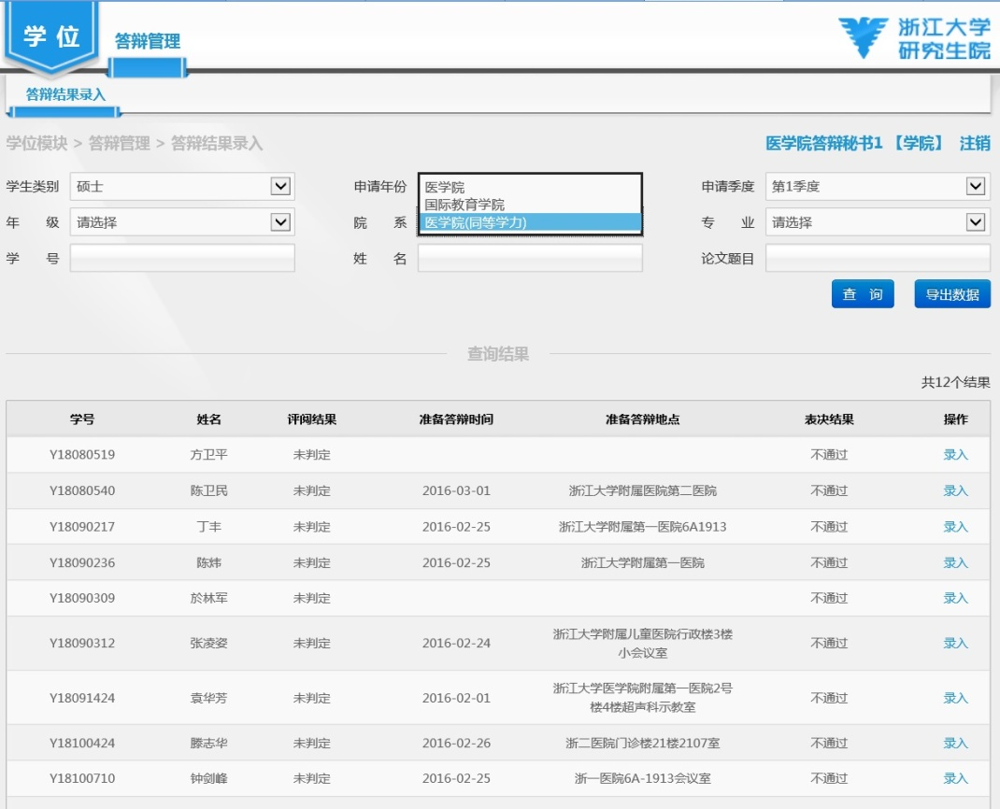 学 位
答辩管理
浙江大学
研究生院
答辩结果录入
学位模块 > 答辩管理 > 答辩结果录入
医学院答辩秘书1 【学院】 注销
学生类别 硕士
申请年份
医学院
国际教育学院
医学院(同等学力)
申请季度 第1季度
年 级 请选择
院 系
专 业 请选择
学 号
姓 名
论文题目
查 询 导出数据
查询结果
共12个结果
学号 姓名 评阅结果 准备答辩时间 准备答辩地点 表决结果 操作
Y18080519 方卫平 未判定 不通过 录入
Y18080540 陈卫民 未判定 2016-03-01 浙江大学附属医院第二医院 不通过 录入
Y18090217 丁丰 未判定 2016-02-25 浙江大学附属第一医院6A1913 不通过 录入
Y18090236 陈炜 未判定 2016-02-25 浙江大学附属第一医院 不通过 录入
Y18090309 於林军 未判定 不通过 录入
Y18090312 张凌姿 未判定 2016-02-24 浙江大学附属儿童医院行政楼3楼
小会议室 不通过 录入
Y18091424 袁华芳 未判定 2016-02-01 浙江大学医学院附属第一医院2号
楼4楼超声科示教室 不通过 录入
Y18100424 滕志华 未判定 2016-02-26 浙二医院门诊楼21楼2107室 不通过 录入
Y18100710 钟剑峰 未判定 2016-02-25 浙一医院6A-1913会议室 不通过 录入